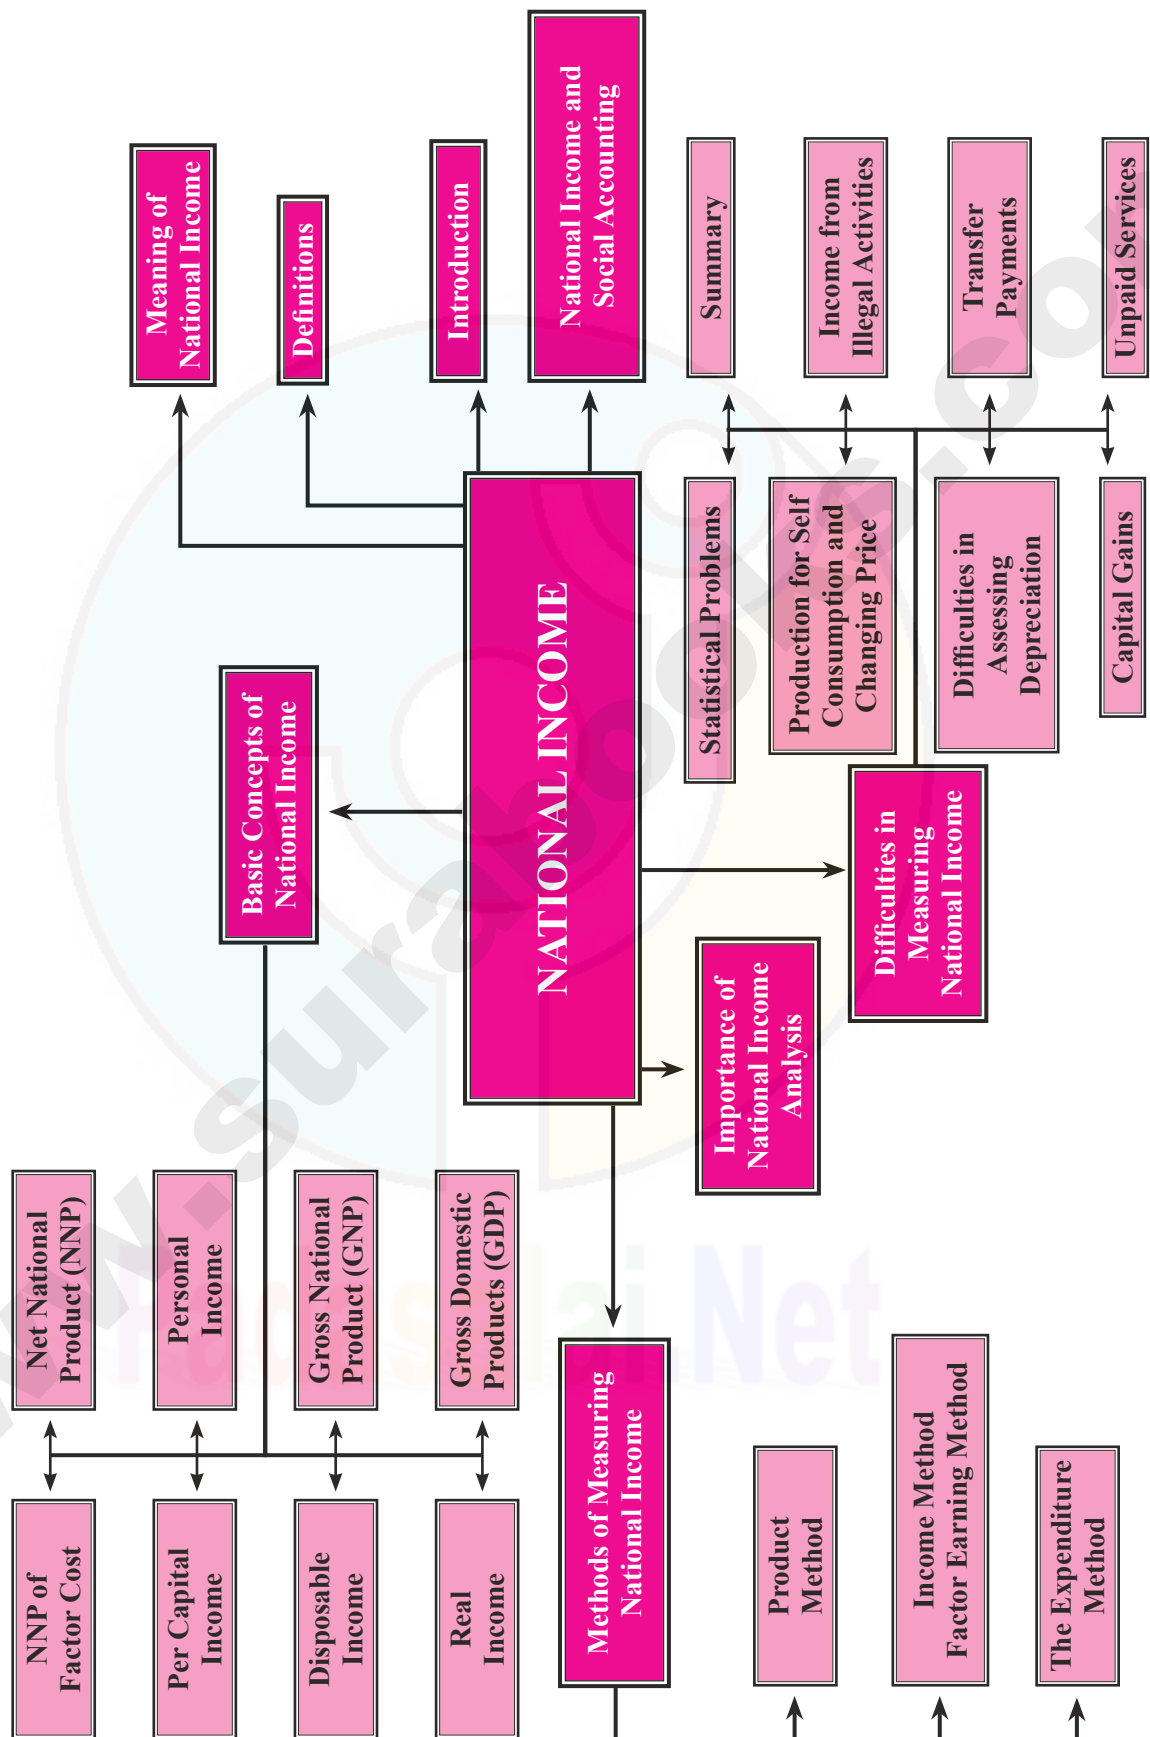 NATIONAL INCOME
Methods of Measuring
National Income
Basic Concepts of
National Income
Meaning of
National Income
Definitions
Introduction
National Income and
Social Accounting
Importance of
National Income
Analysis
Difficulties in
Measuring
National Income
NNP of
Factor Cost
Net National
Product (NNP)
Per Capital
Income
Personal
Income
Disposable
Income
Gross National
Product (GNP)
Real
Income
Gross Domestic
Products (GDP)
Product
Method
Income Method
Factor Earning Method
The Expenditure
Method
Statistical Problems
Summary
Production for Self
Consumption and
Changing Price
Income from
Illegal Activities
Difficulties in
Assessing
Depreciation
Transfer
Payments
Capital Gains
Unpaid Services
Padasalai.Net
w.surabooks.com